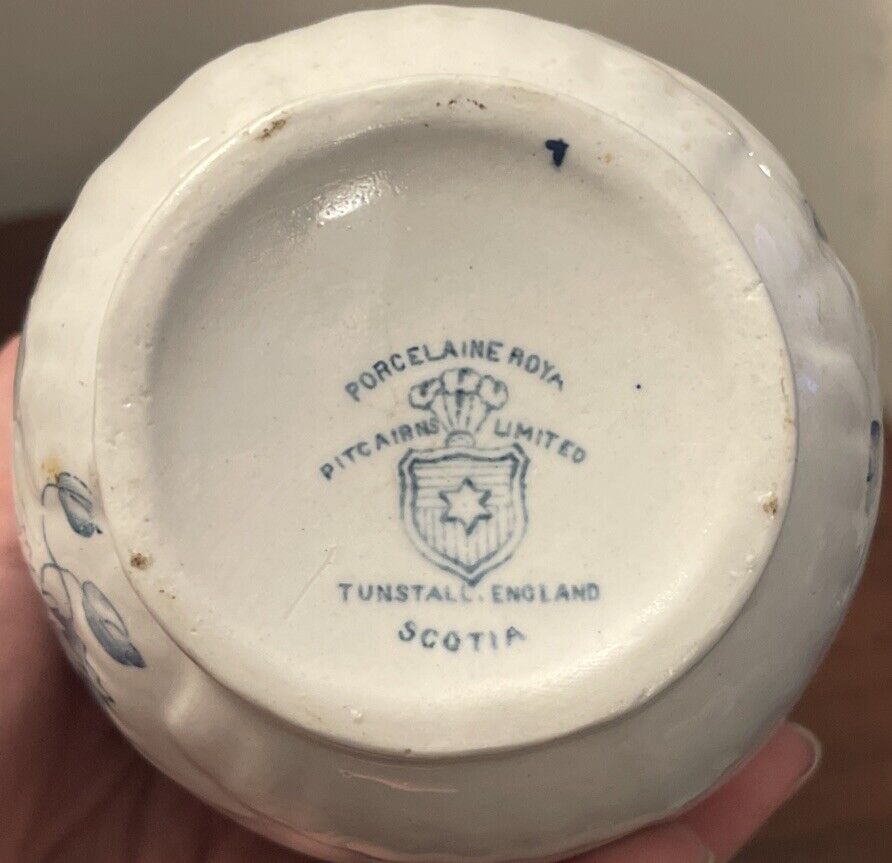 PORCELAINE ROYA
PITCAIRNS LIMITED
TUNSTALL. ENGLAND
SCOTIA